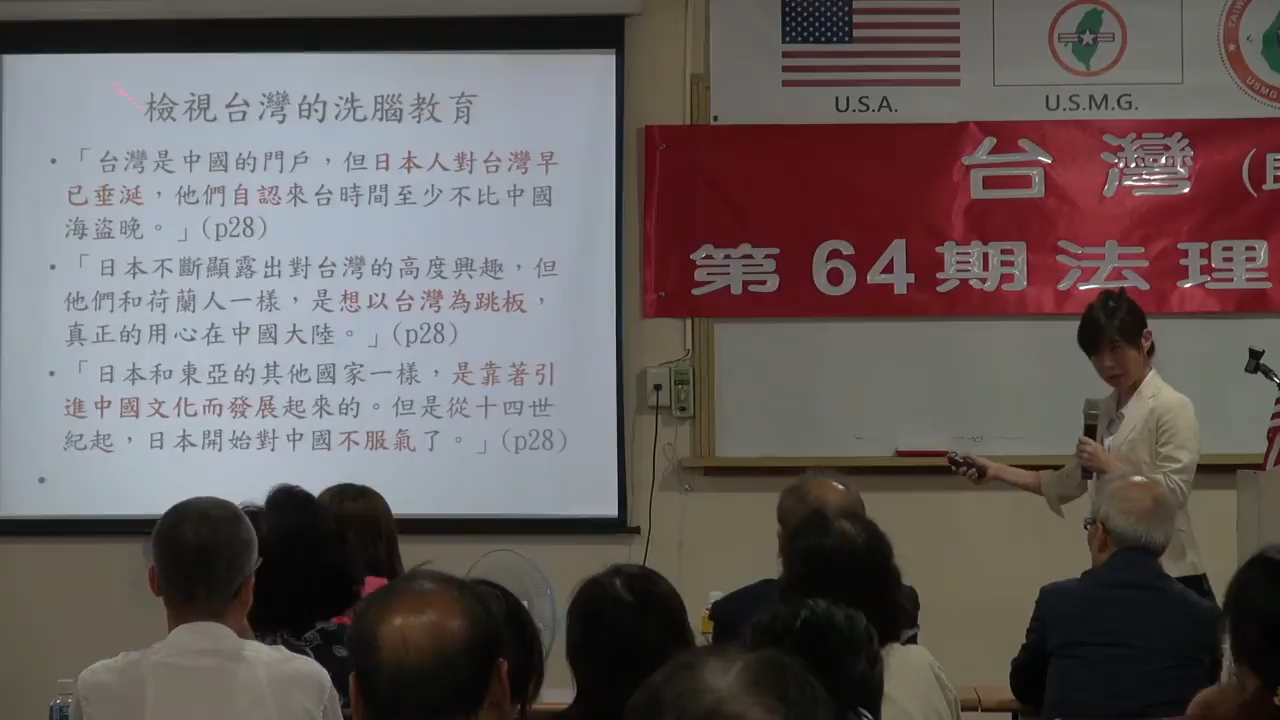 檢視台灣的洗腦教育
• 「台灣是中國的門戶，但日本人對台灣早
已垂涎，他們自認來台時間至少不比中國
海盜晚。」(p28)
• 「日本不斷顯露出對台灣的高度興趣，但
他們和荷蘭人一樣，是想以台灣為跳板，
真正的用心在中國大陸。」(p28)
• 「日本和東亞的其他國家一樣，是靠著引
進中國文化而發展起來的。但是從十四世
紀起，日本開始對中國不服氣了。」(p28)
•
U.S.A.
U.S.M.G.
台灣(
第64期法理